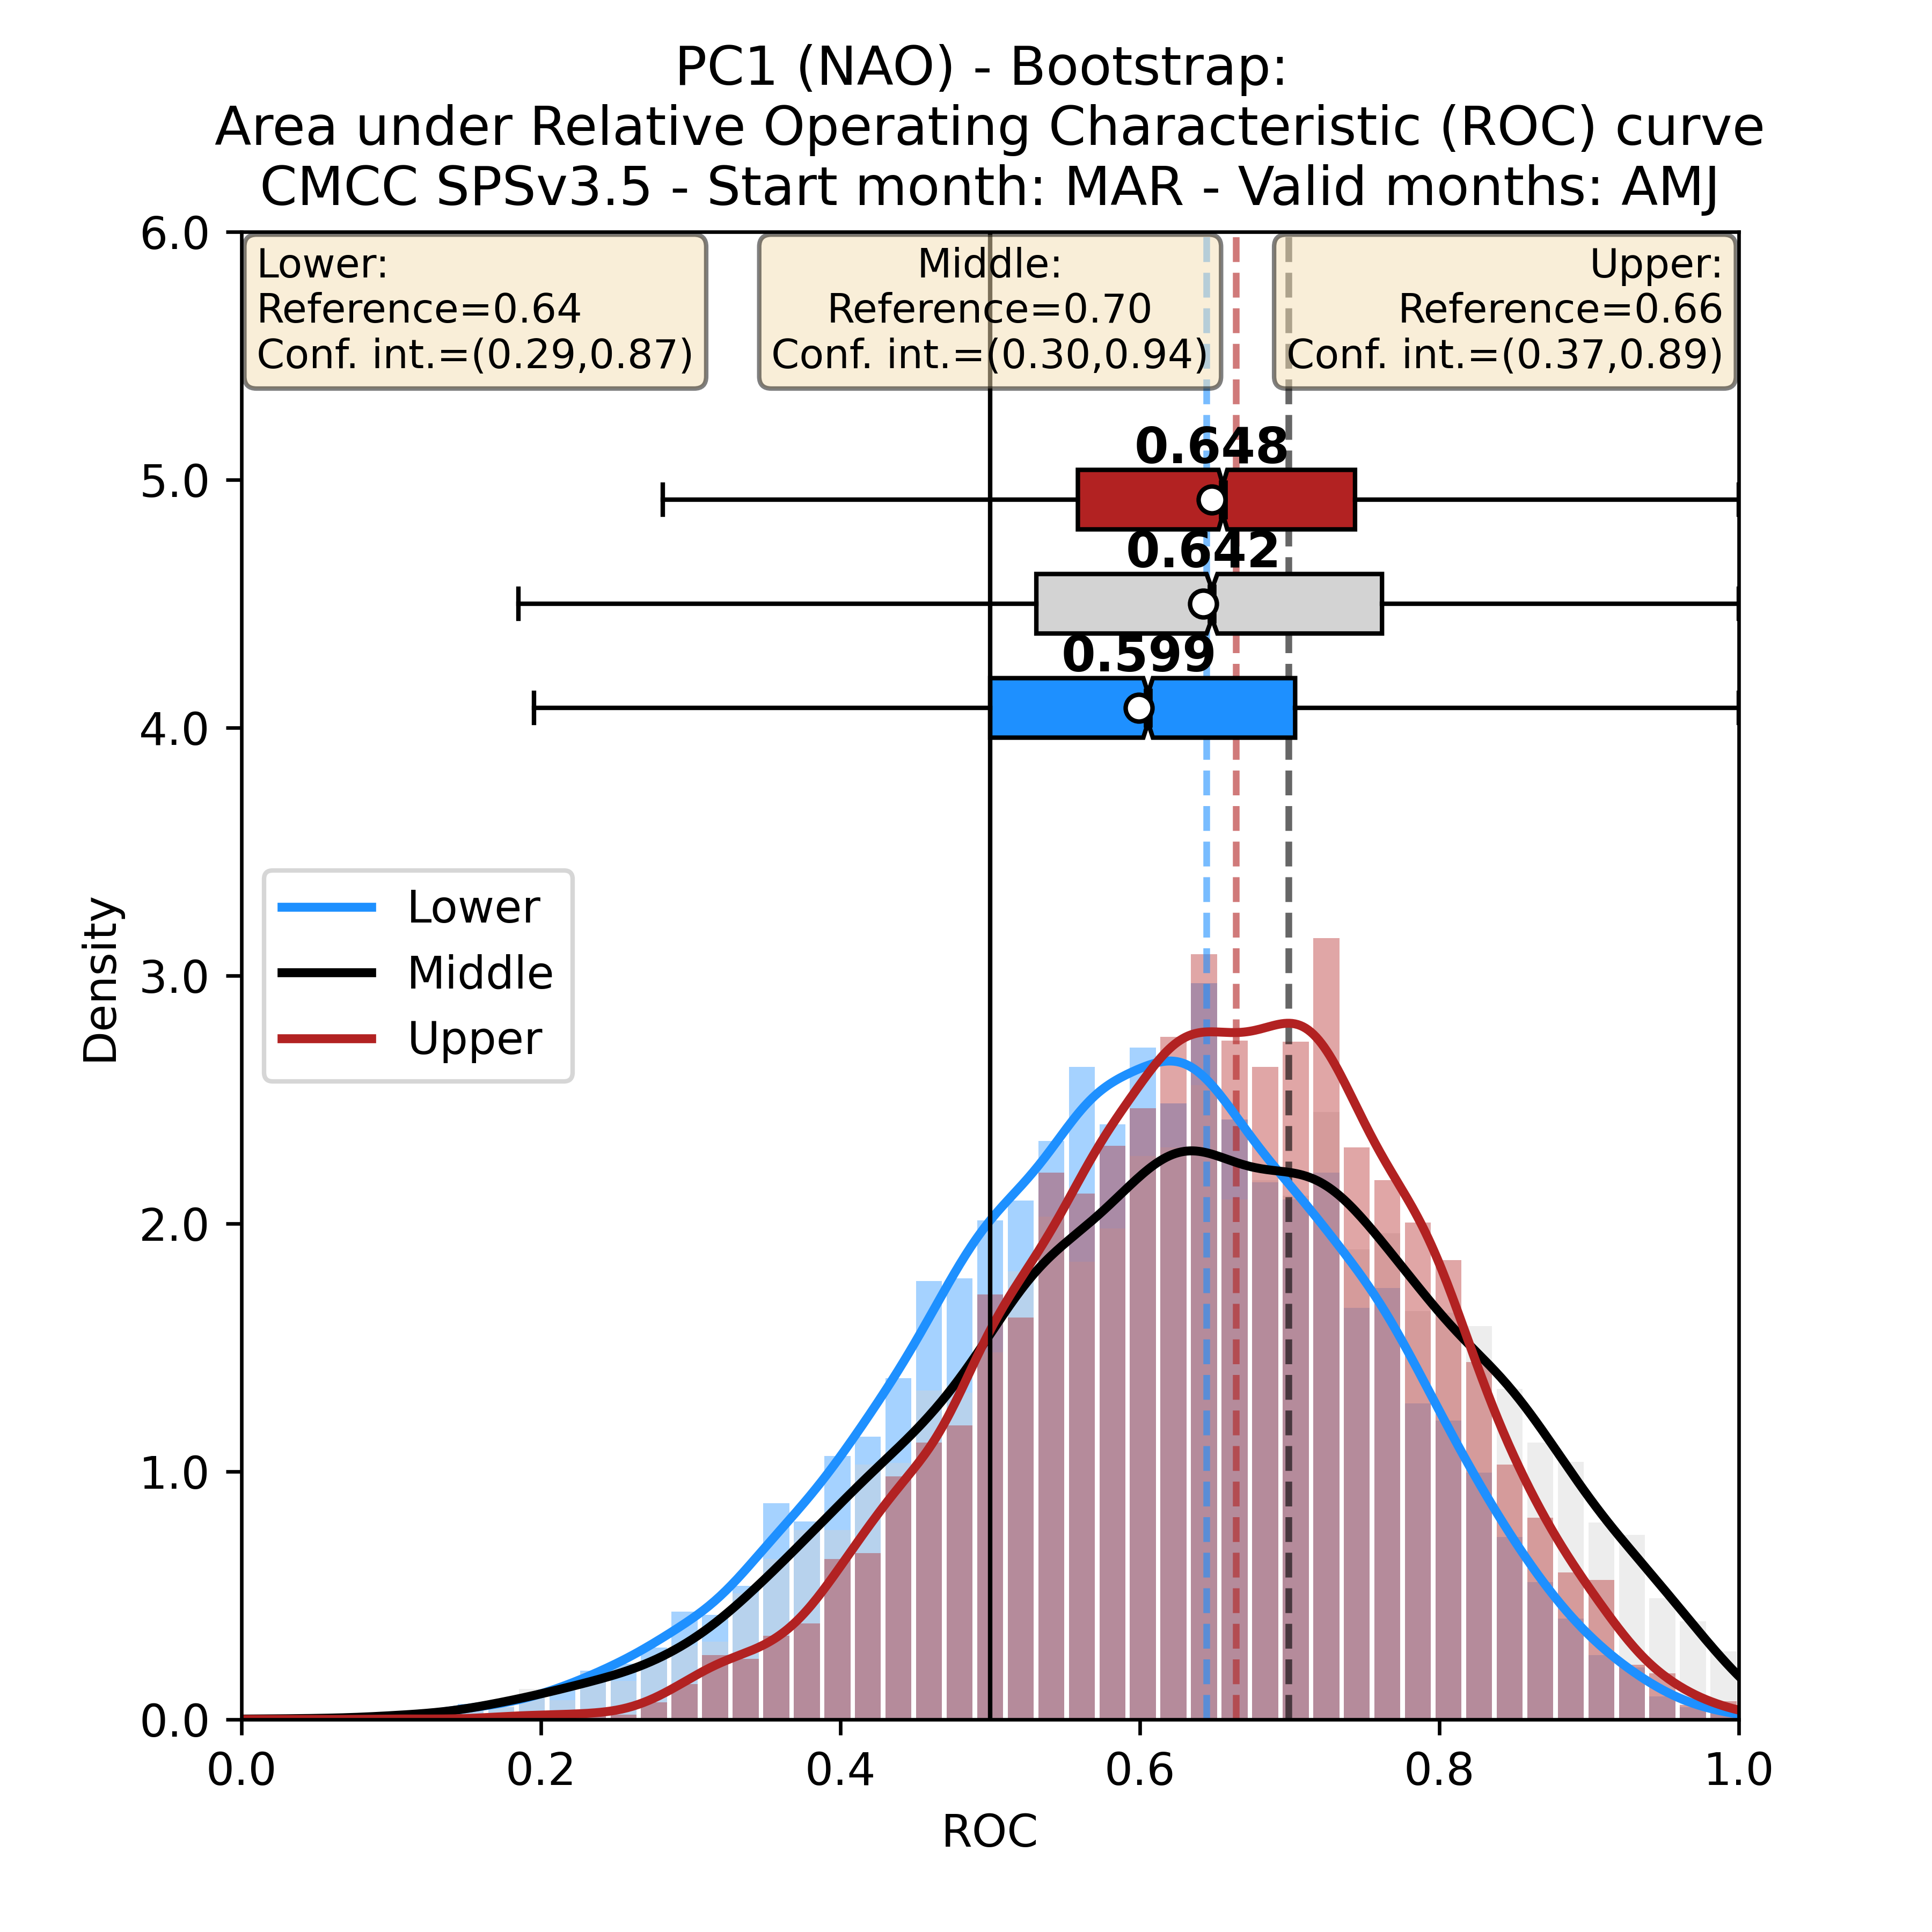 PC1 (NAO) - Bootstrap:
Area under Relative Operating Characteristic (ROC) curve
CMCC SPSv3.5 - Start month: MAR - Valid months: AMJ
6.0
Lower:
Reference=0.64
Conf. int.=(0.29,0.87)
Middle:
Reference=0.70
Conf. int.=(0.30,0.94)
Upper:
Reference=0.66
Conf. int.=(0.37,0.89)
0.648
5.0
0.642
0.599
4.0
Lower
Middle
Upper
Density
3.0
2.0
1.0
0.0
0.0 0.2 0.4 0.6 0.8 1.0
ROC